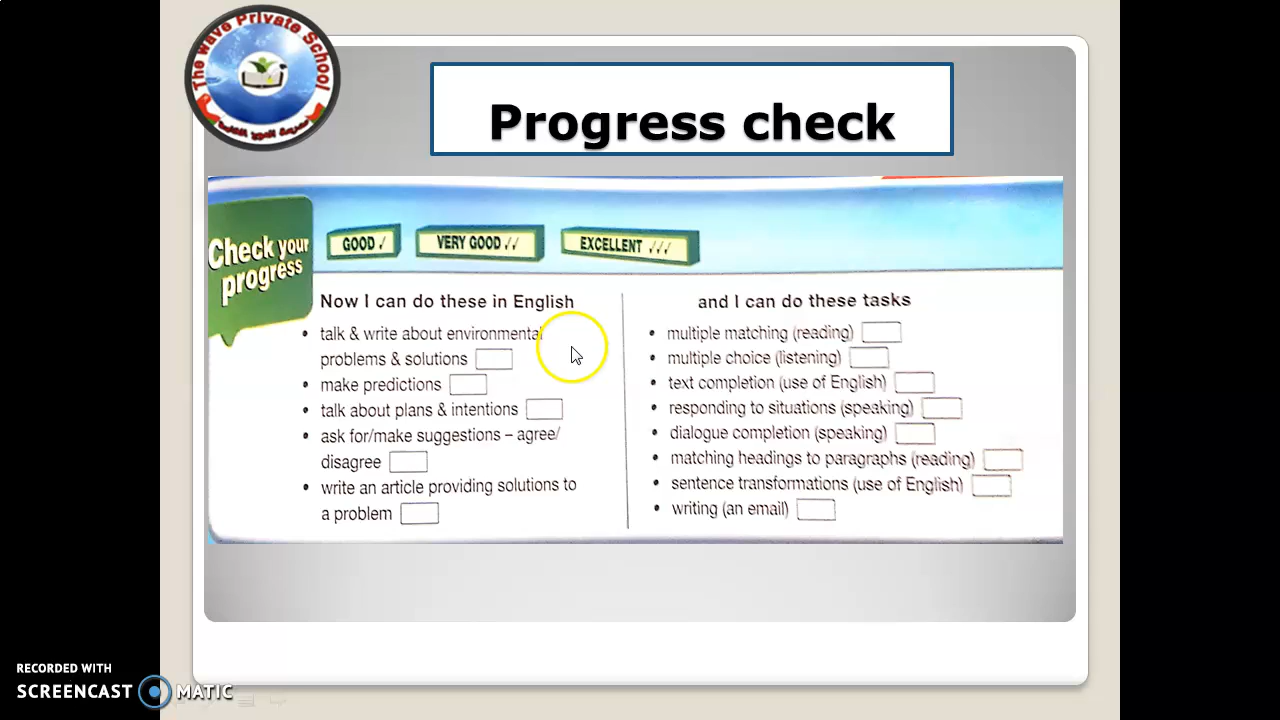 The wave Private School
Progress check
Check your
progress
GOOD ✓
VERY GOOD ✓✓
EXCELLENT ✓✓✓
Now I can do these in English
• talk & write about environmental
problems & solutions
• make predictions
• talk about plans & intentions
• ask for/make suggestions – agree/
disagree
• write an article providing solutions to
a problem
and I can do these tasks
• multiple matching (reading)
• multiple choice (listening)
• text completion (use of English)
• responding to situations (speaking)
• dialogue completion (speaking)
• matching headings to paragraphs (reading)
• sentence transformations (use of English)
• writing (an email)
RECORDED WITH
SCREENCAST MATIC